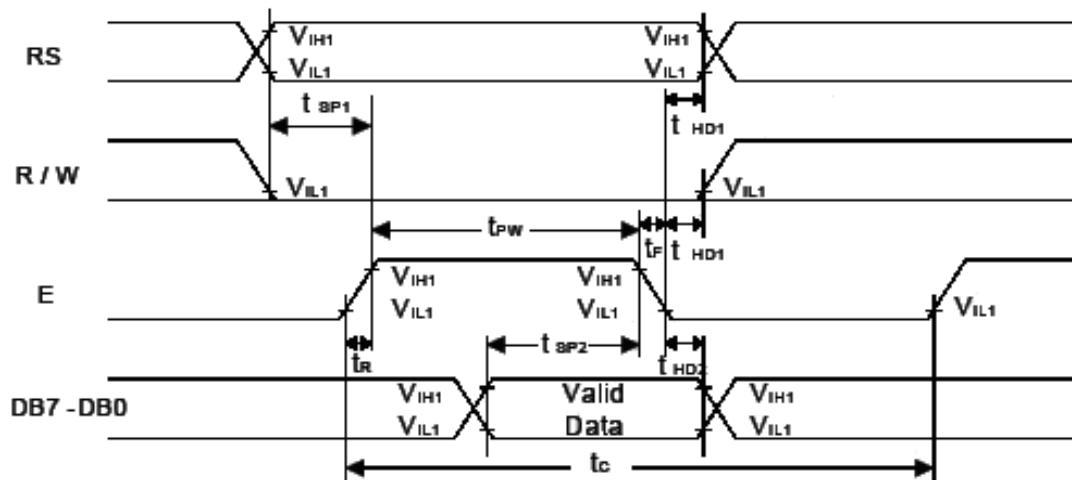 VIH1 VIH1
RS
VIL1 VIL1
t SP1 t HD1
R / W
VIL1 VIL1
tPW tF t HD1
VIH1 VIH1
E
VIL1 VIL1 VIL1
tR t SP2 t HD2
VIH1 Valid VIH1
DB7 -DB0
VIL1 Data VIL1
tC